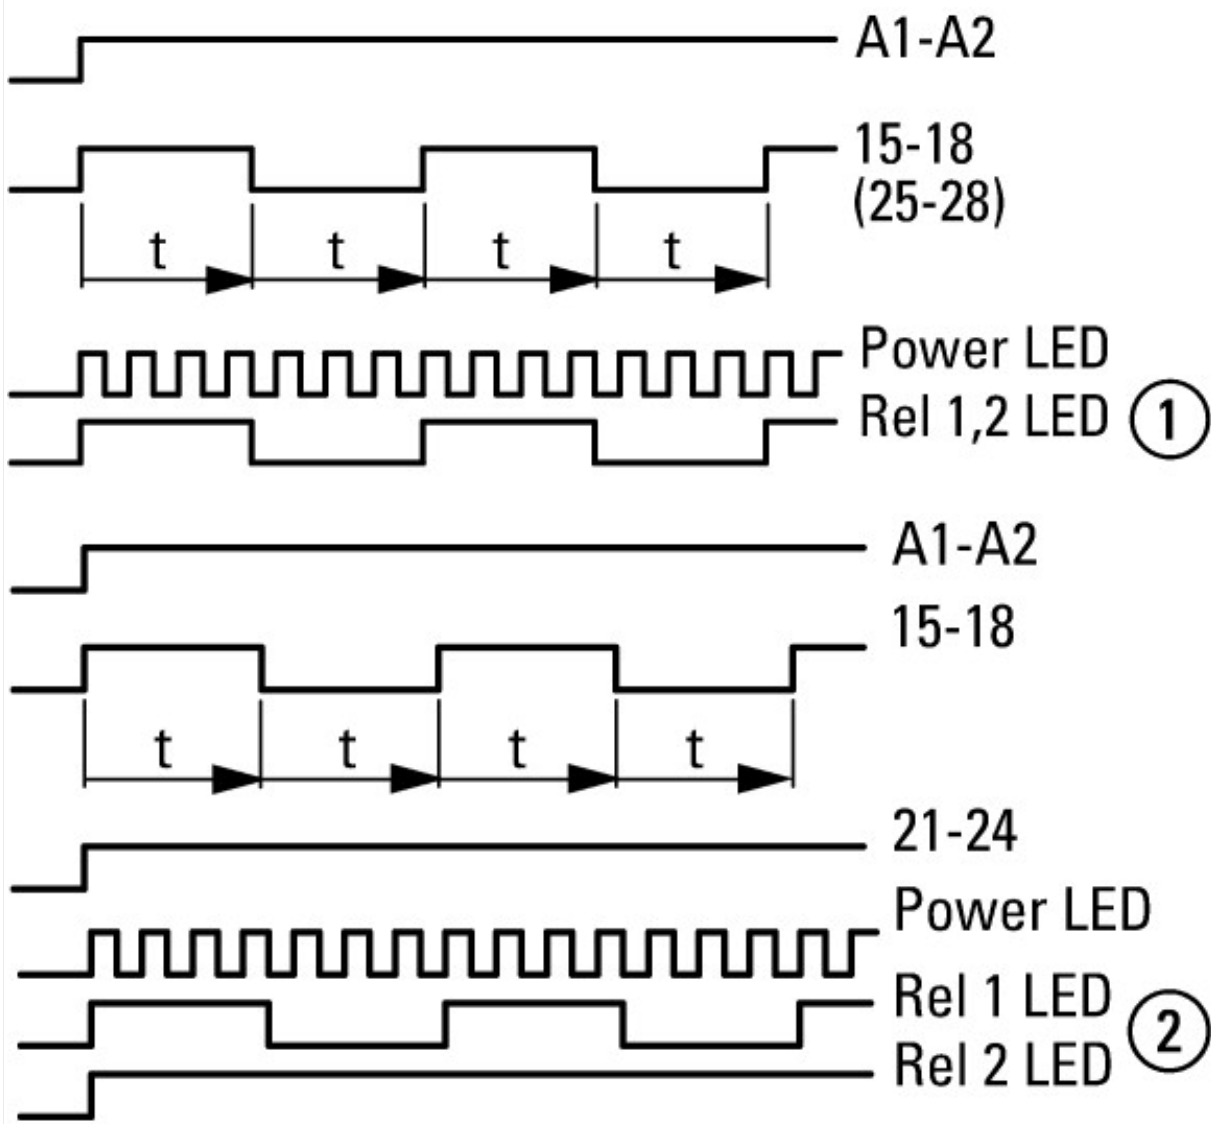 A1-A2
15-18
(25-28)
t t t t
Power LED
Rel 1,2 LED 1
A1-A2
15-18
t t t t
21-24
Power LED
Rel 1 LED
2
Rel 2 LED